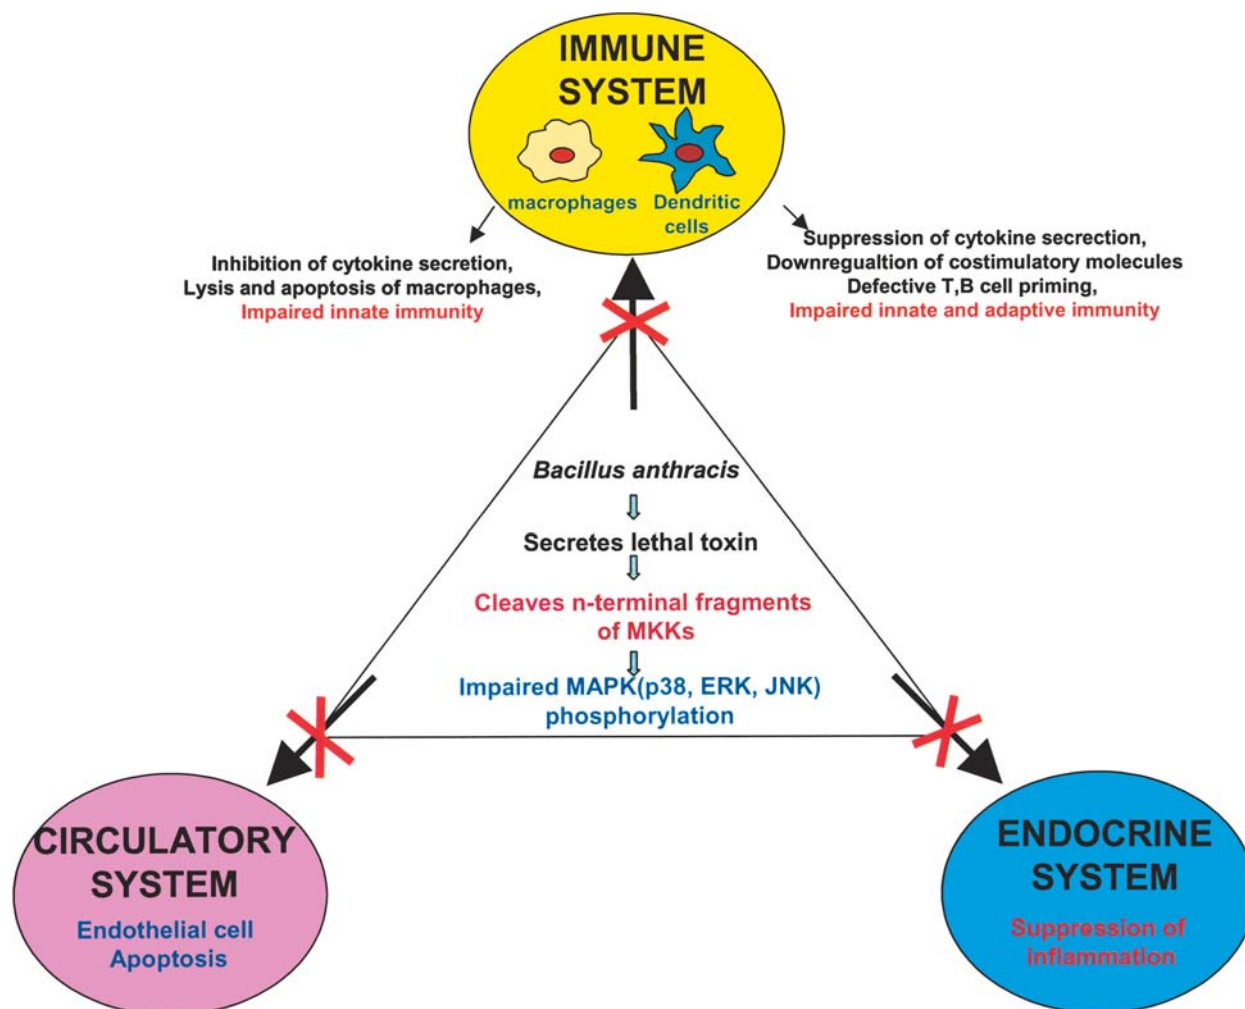 IMMUNE
SYSTEM
macrophages
Dendritic
cells
Inhibition of cytokine secretion,
Lysis and apoptosis of macrophages,
Impaired innate immunity
Suppression of cytokine secrection,
Downregualtion of costimulatory molecules
Defective T,B cell priming,
Impaired innate and adaptive immunity
Bacillus anthracis
Secretes lethal toxin
Cleaves n-terminal fragments
of MKKs
Impaired MAPK(p38, ERK, JNK)
phosphorylation
CIRCULATORY
SYSTEM
Endothelial cell
Apoptosis
ENDOCRINE
SYSTEM
Suppression of
inflammation